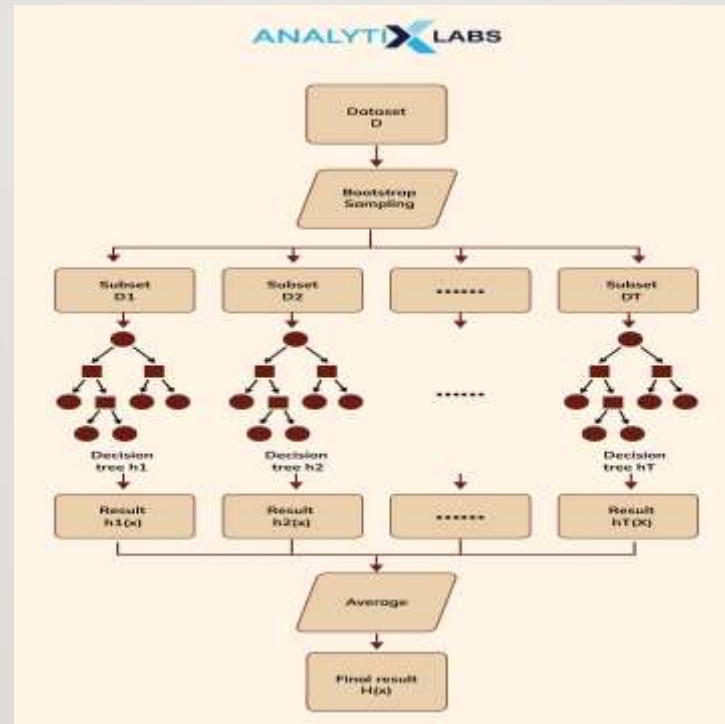 ANALYTIX LABS
Dataset
D
Bootstrap
Sampling
Subset
D1
Subset
D2
......
Subset
DT
......
Decision
tree h1
Decision
tree h2
Decision
tree hT
Result
h1(x)
Result
h2(x)
......
Result
hT(X)
Average
Final result
H(x)